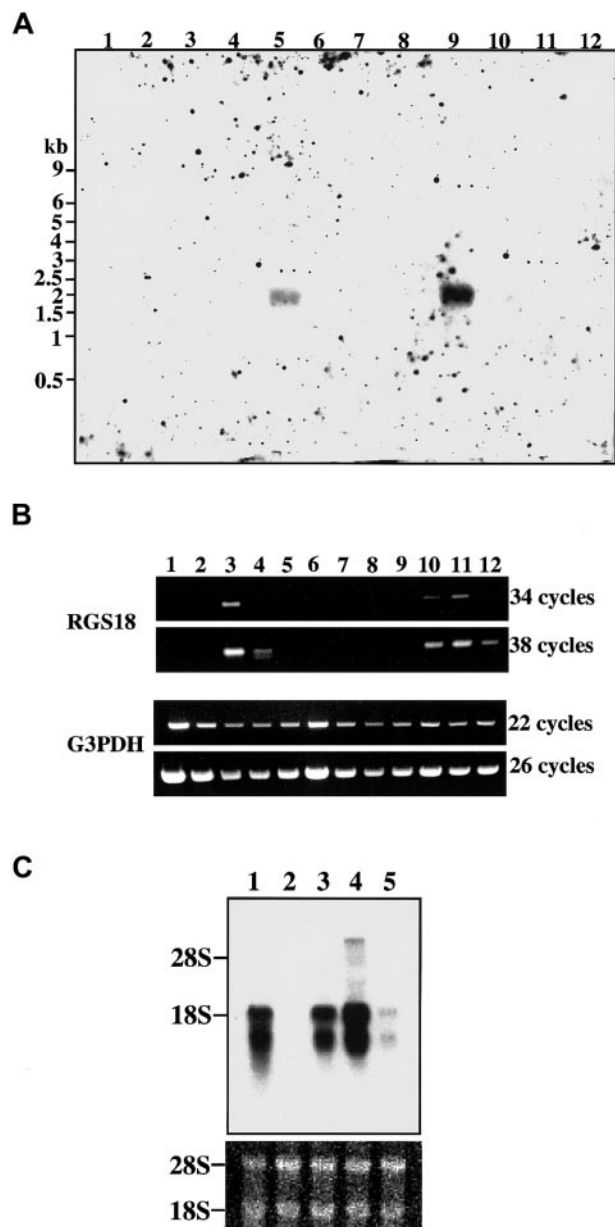 A
1 2 3 4 5 6 7 8 9 10 11 12
kb
9
6
5
4
3
2.5
2
1.5
1
0.5
B
1 2 3 4 5 6 7 8 9 10 11 12
RGS18
34 cycles
38 cycles
G3PDH
22 cycles
26 cycles
C
1 2 3 4 5
28S
18S
28S
18S